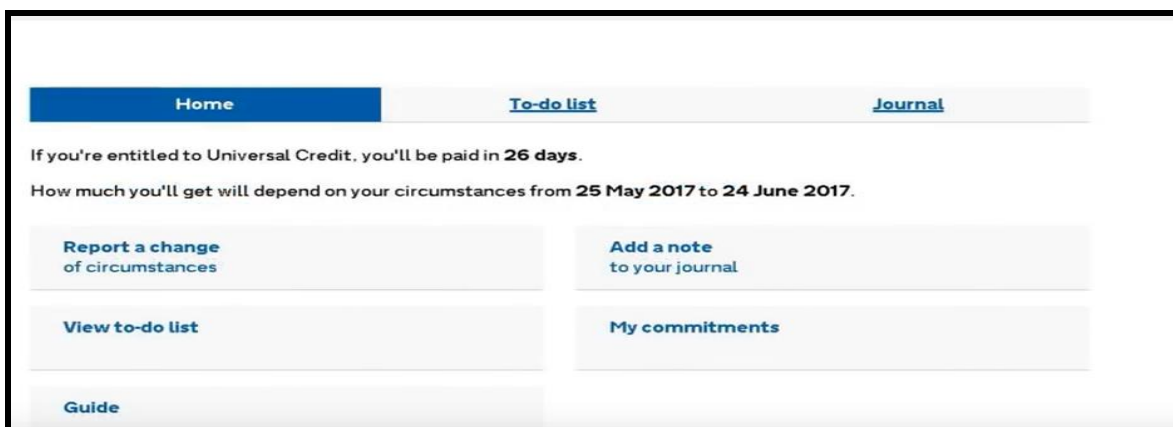 Home To-do list Journal
If you're entitled to Universal Credit, you'll be paid in 26 days.
How much you'll get will depend on your circumstances from 25 May 2017 to 24 June 2017.
Report a change
of circumstances
Add a note
to your journal
View to-do list
My commitments
Guide